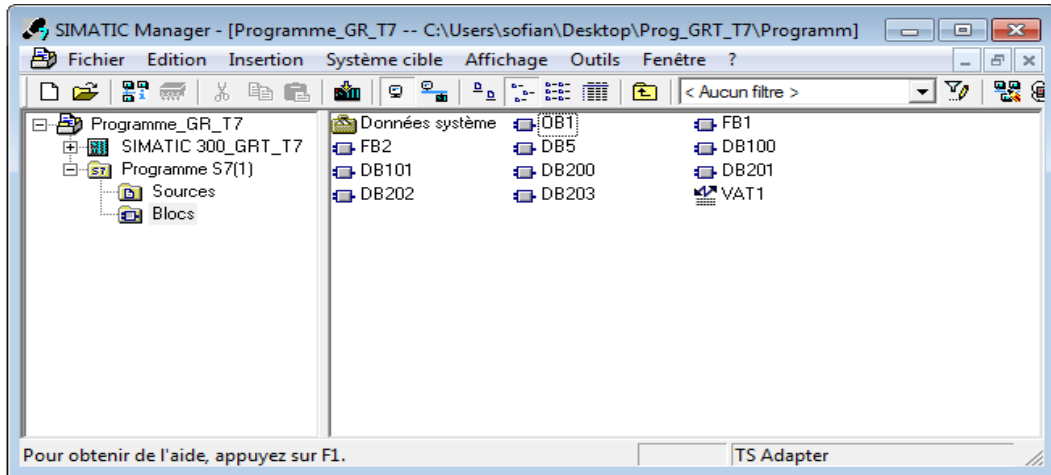 SIMATIC Manager - [Programme_GR_T7 -- C:\Users\sofian\Desktop\Prog_GRT_T7\Programm]
Fichier Edition Insertion Système cible Affichage Outils Fenêtre ?
< Aucun filtre >
Programme_GR_T7
SIMATIC 300_GRT_T7
Programme S7(1)
Sources
Blocs
Données système OB1 FB1
FB2 DB5 DB100
DB101 DB200 DB201
DB202 DB203 VAT1
Pour obtenir de l'aide, appuyez sur F1.
TS Adapter